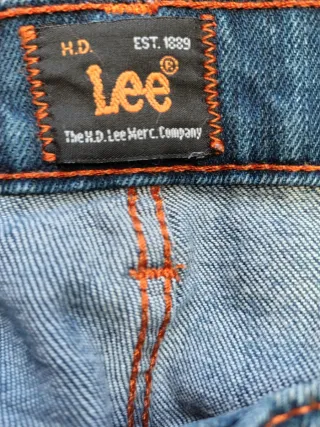 H.D. EST. 1889
Lee®
The H.D. Lee Merc. Company